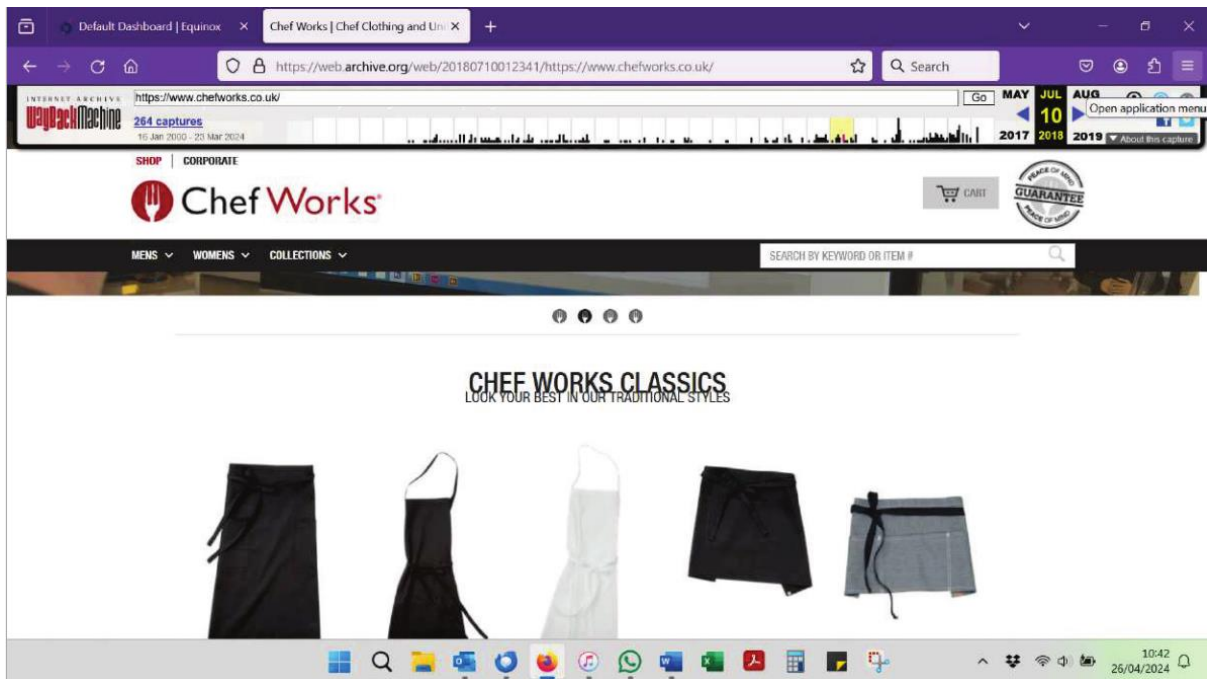 Default Dashboard | Equinox
Chef Works | Chef Clothing and Uni
https://web.archive.org/web/20180710012341/https://www.chefworks.co.uk/
Search
INTERNET ARCHIVE
WayBackMachine
https://www.chefworks.co.uk/
Go
MAY JUL AUG
Open application menu
264 captures
10
16 Jan 2000 - 23 Mar 2024
2017 2018 2019
About this capture
SHOP | CORPORATE
Chef Works
CART
PEACE OF MIND
GUARANTEE
PEACE OF MIND
MENS WOMENS COLLECTIONS
SEARCH BY KEYWORD OR ITEM #
CHEF WORKS CLASSICS
LOOK YOUR BEST IN OUR TRADITIONAL STYLES
10:42
26/04/2024